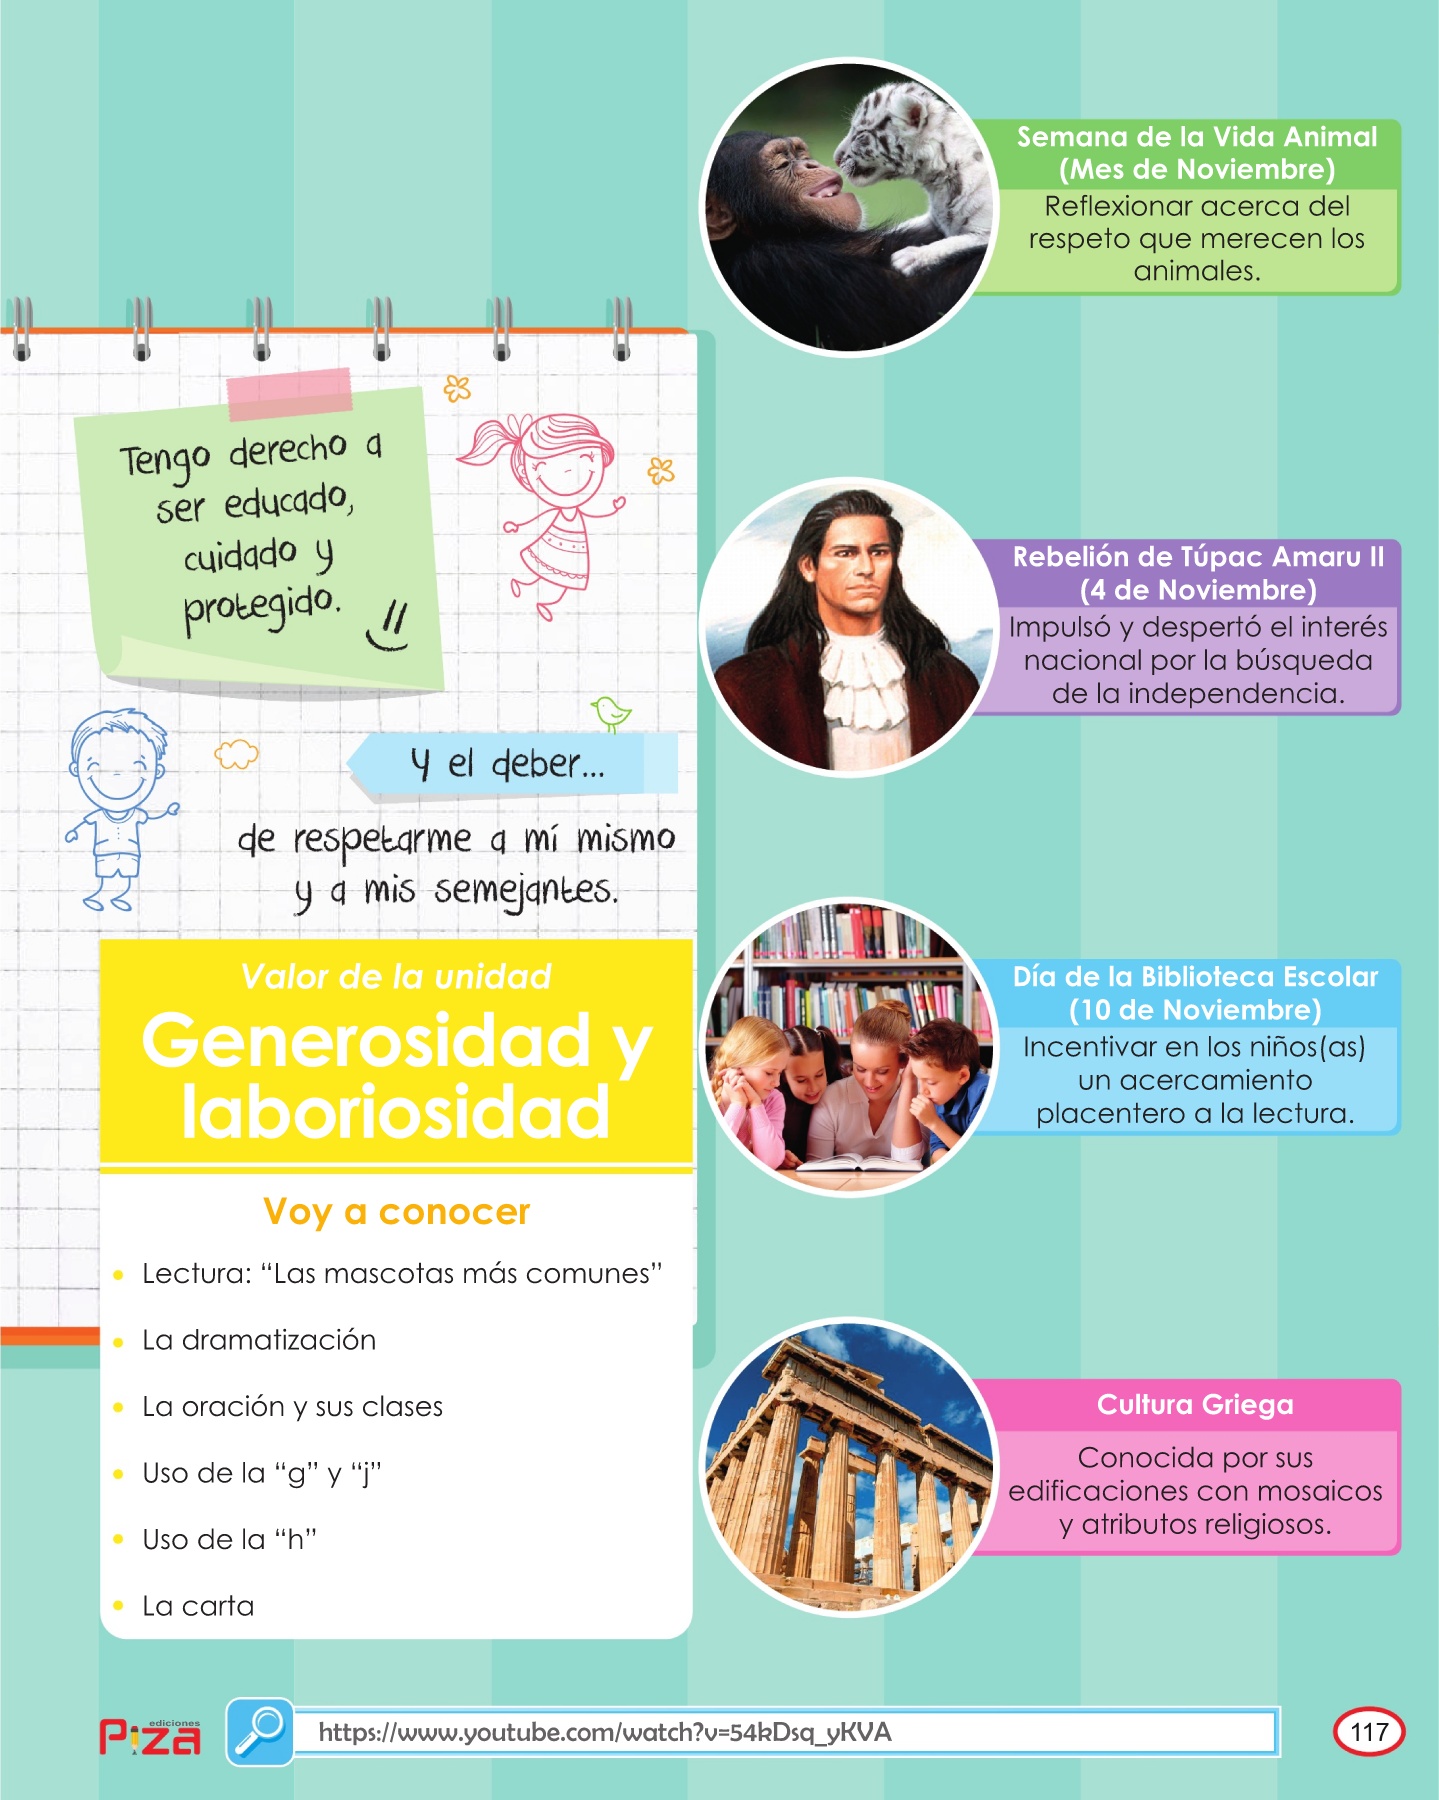 Tengo derecho a
ser educado,
cuidado y
protegido.
Y el deber...
de respetarme a mí mismo
y a mis semejantes.
Valor de la unidad
Generosidad y
laboriosidad
Voy a conocer
• Lectura: “Las mascotas más comunes”
• La dramatización
• La oración y sus clases
• Uso de la “g” y “j”
• Uso de la “h”
• La carta
Semana de la Vida Animal
(Mes de Noviembre)
Reflexionar acerca del
respeto que merecen los
animales.
Rebelión de Túpac Amaru II
(4 de Noviembre)
Impulsó y despertó el interés
nacional por la búsqueda
de la independencia.
Día de la Biblioteca Escolar
(10 de Noviembre)
Incentivar en los niños(as)
un acercamiento
placentero a la lectura.
Cultura Griega
Conocida por sus
edificaciones con mosaicos
y atributos religiosos.
ediciones
Piza
https://www.youtube.com/watch?v=54kDsq_yKVA
117